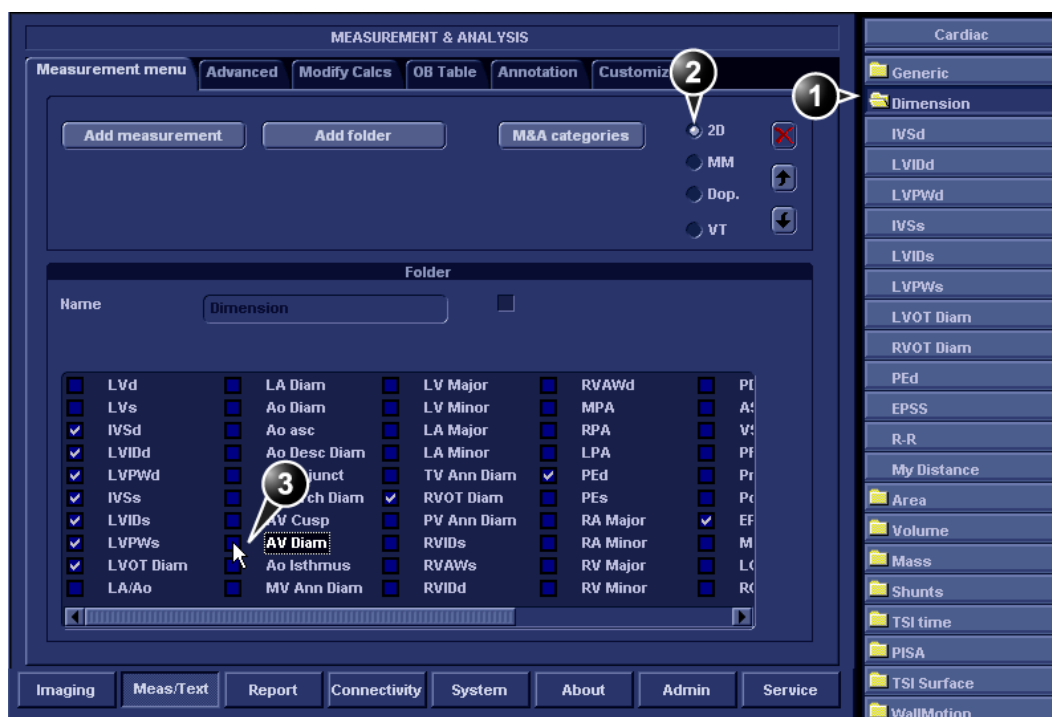 MEASUREMENT & ANALYSIS
Measurement menu Advanced Modify Calcs OB Table Annotation Customiz
2
Add measurement Add folder M&A categories
2D
MM
Dop.
VT
Folder
Name Dimension
LVd LA Diam LV Major RVAWd
LVs Ao Diam LV Minor MPA
IVSd Ao asc LA Major RPA
LVIDd Ao Desc Diam LA Minor LPA
LVPWd junct TV Ann Diam PEd
IVSs rch Diam RVOT Diam PEs
LVIDs AV Cusp PV Ann Diam RA Major
LVPWs AV Diam RVIDs RA Minor
LVOT Diam Ao Isthmus RVAWs RV Major
LA/Ao MV Ann Diam RVIDd RV Minor
3
Imaging Meas/Text Report Connectivity System About Admin Service
Cardiac
Generic
1
Dimension
IVSd
LVIDd
LVPWd
IVSs
LVIDs
LVPWs
LVOT Diam
RVOT Diam
PEd
EPSS
R-R
My Distance
Area
Volume
Mass
Shunts
TSI time
PISA
TSI Surface
WallMotion